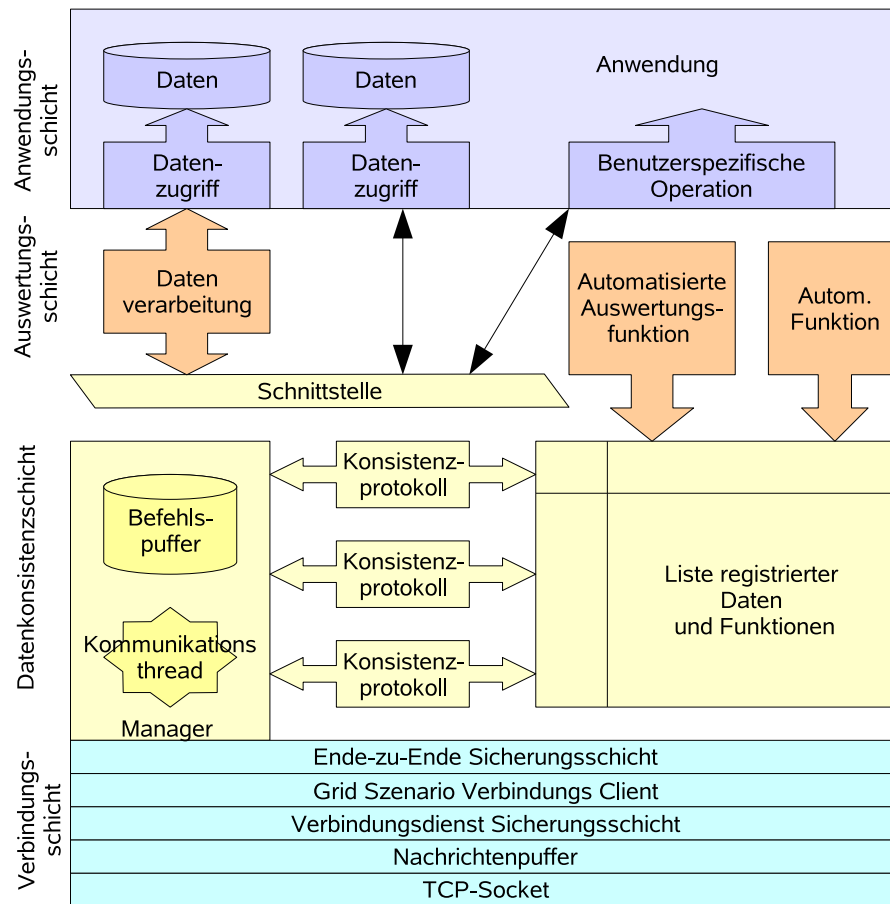 Anwendungs-
schicht
Daten
Daten
Anwendung
Daten-
zugriff
Daten-
zugriff
Benutzerspezifische
Operation
Auswertungs-
schicht
Daten
verarbeitung
Automatisierte
Auswertungs-
funktion
Autom.
Funktion
Schnittstelle
Datenkonsistenzschicht
Befehls-
puffer
Kommunikations
thread
Manager
Konsistenz-
protokoll
Konsistenz-
protokoll
Konsistenz-
protokoll
Liste registrierter
Daten
und Funktionen
Verbindungs-
schicht
Ende-zu-Ende Sicherungsschicht
Grid Szenario Verbindungs Client
Verbindungsdienst Sicherungsschicht
Nachrichtenpuffer
TCP-Socket